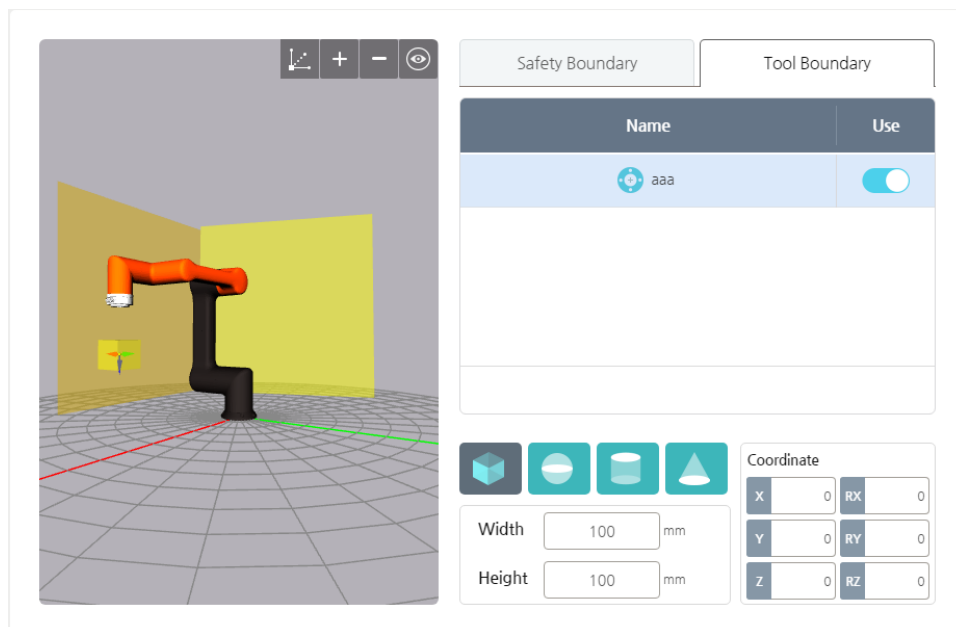 Safety Boundary
Tool Boundary
Name
Use
aaa
Coordinate
X 0 RX 0
Width 100 mm
Y 0 RY 0
Height 100 mm
Z 0 RZ 0